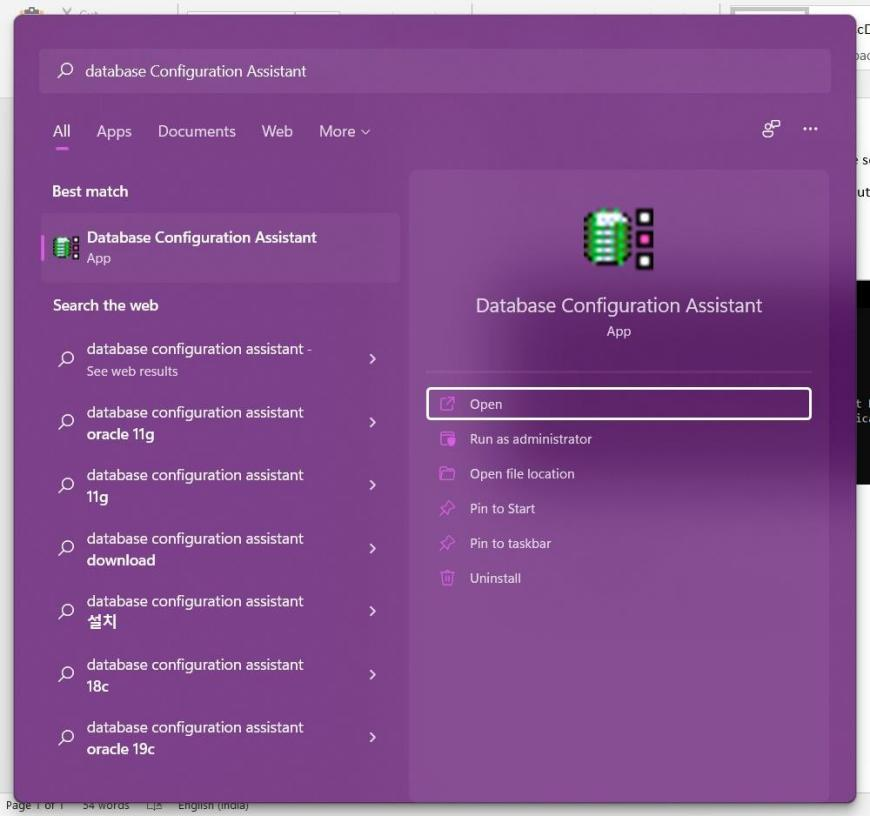 database Configuration Assistant
All Apps Documents Web More
Best match
Database Configuration Assistant
App
Search the web
database configuration assistant -
See web results
database configuration assistant
oracle 11g
database configuration assistant
11g
database configuration assistant
download
database configuration assistant
설치
database configuration assistant
18c
database configuration assistant
oracle 19c
Database Configuration Assistant
App
Open
Run as administrator
Open file location
Pin to Start
Pin to taskbar
Uninstall
Page 1 of 1 54 words English (India)